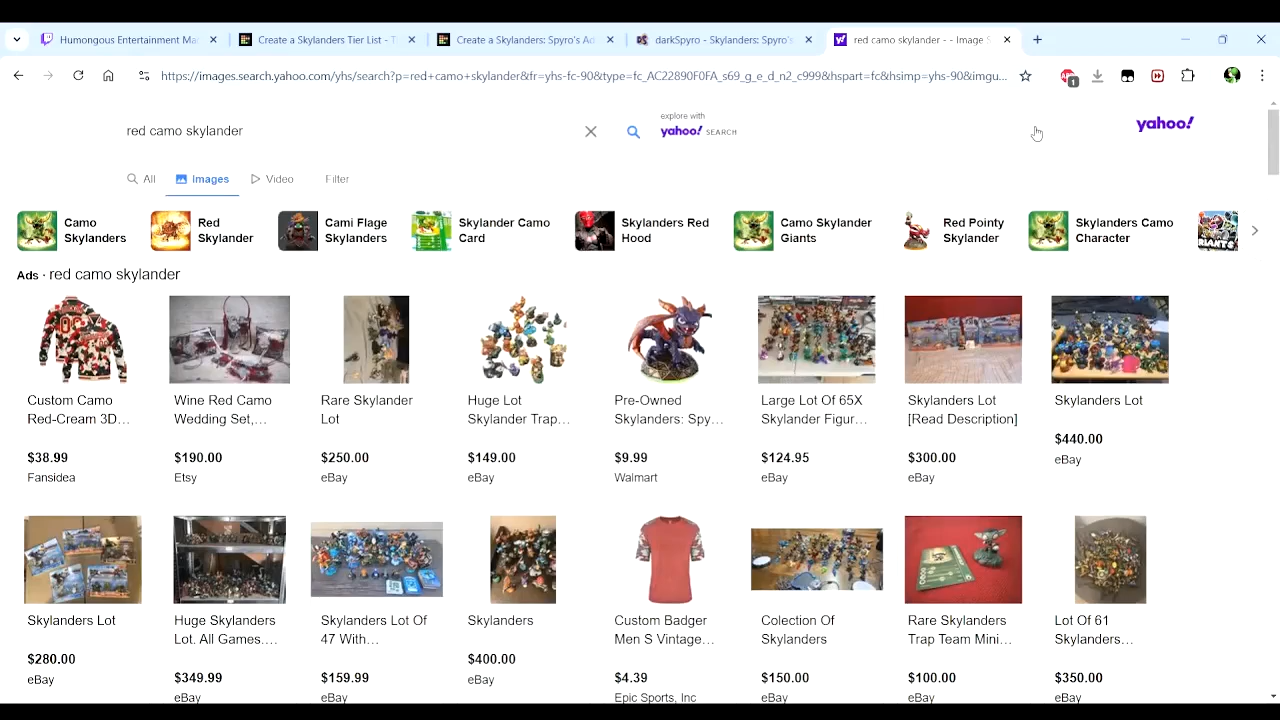 Humongous Entertainment Ma
Create a Skylanders Tier List - T
Create a Skylanders: Spyro's Ad
darkSpyro - Skylanders: Spyro's
red camo skylander - - Image S
https://images.search.yahoo.com/yhs/search?p=red+camo+skylander&fr=yhs-fc-90&type=fc_AC22890F0FA_s69_g_e_d_n2_c999&hspart=fc&hsimp=yhs-90&imgu...
1
red camo skylander
explore with
yahoo! SEARCH
yahoo!
All
Images
Video
Filter
Camo
Skylanders
Red
Skylander
Cami Flage
Skylanders
Skylander Camo
Card
Skylanders Red
Hood
Camo Skylander
Giants
Red Pointy
Skylander
Skylanders Camo
Character
GIANTS
Ads · red camo skylander
Custom Camo
Red-Cream 3D...
$38.99
Fansidea
Wine Red Camo
Wedding Set,...
$190.00
Etsy
Rare Skylander
Lot
$250.00
eBay
Huge Lot
Skylander Trap...
$149.00
eBay
Pre-Owned
Skylanders: Spy...
$9.99
Walmart
Large Lot Of 65X
Skylander Figur...
$124.95
eBay
Skylanders Lot
[Read Description]
$300.00
eBay
Skylanders Lot
$440.00
eBay
Skylanders Lot
$280.00
eBay
Huge Skylanders
Lot. All Games....
$349.99
eBay
Skylanders Lot Of
47 With...
$159.99
eBay
Skylanders
$400.00
eBay
Custom Badger
Men S Vintage...
$4.39
Epic Sports, Inc
Colection Of
Skylanders
$150.00
eBay
Rare Skylanders
Trap Team Mini...
$100.00
eBay
Lot Of 61
Skylanders...
$350.00
eBay